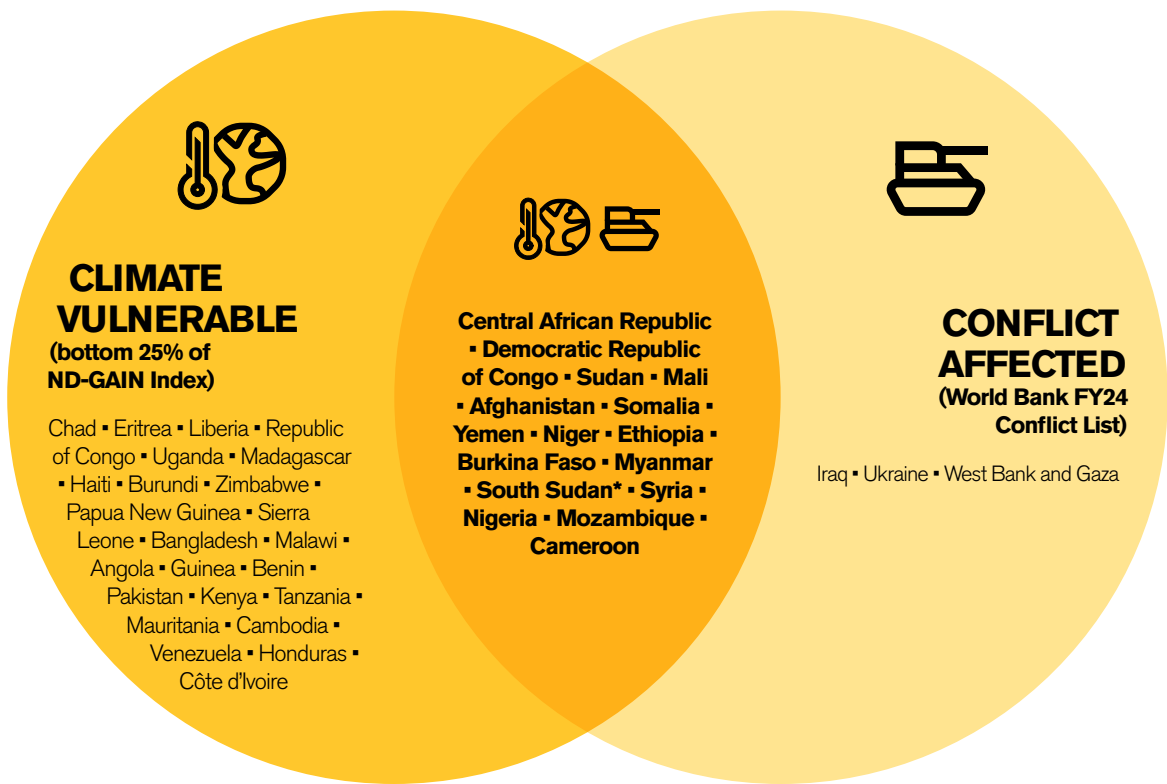 CLIMATE
VULNERABLE
(bottom 25% of
ND-GAIN Index)
Chad ▪ Eritrea ▪ Liberia ▪ Republic
of Congo ▪ Uganda ▪ Madagascar
▪ Haiti ▪ Burundi ▪ Zimbabwe ▪
Papua New Guinea ▪ Sierra
Leone ▪ Bangladesh ▪ Malawi ▪
Angola ▪ Guinea ▪ Benin ▪
Pakistan ▪ Kenya ▪ Tanzania ▪
Mauritania ▪ Cambodia ▪
Venezuela ▪ Honduras ▪
Côte d’Ivoire
Central African Republic
▪ Democratic Republic
of Congo ▪ Sudan ▪ Mali
▪ Afghanistan ▪ Somalia ▪
Yemen ▪ Niger ▪ Ethiopia ▪
Burkina Faso ▪ Myanmar
▪ South Sudan* ▪ Syria ▪
Nigeria ▪ Mozambique ▪
Cameroon
CONFLICT
AFFECTED
(World Bank FY24
Conflict List)
Iraq ▪ Ukraine ▪ West Bank and Gaza